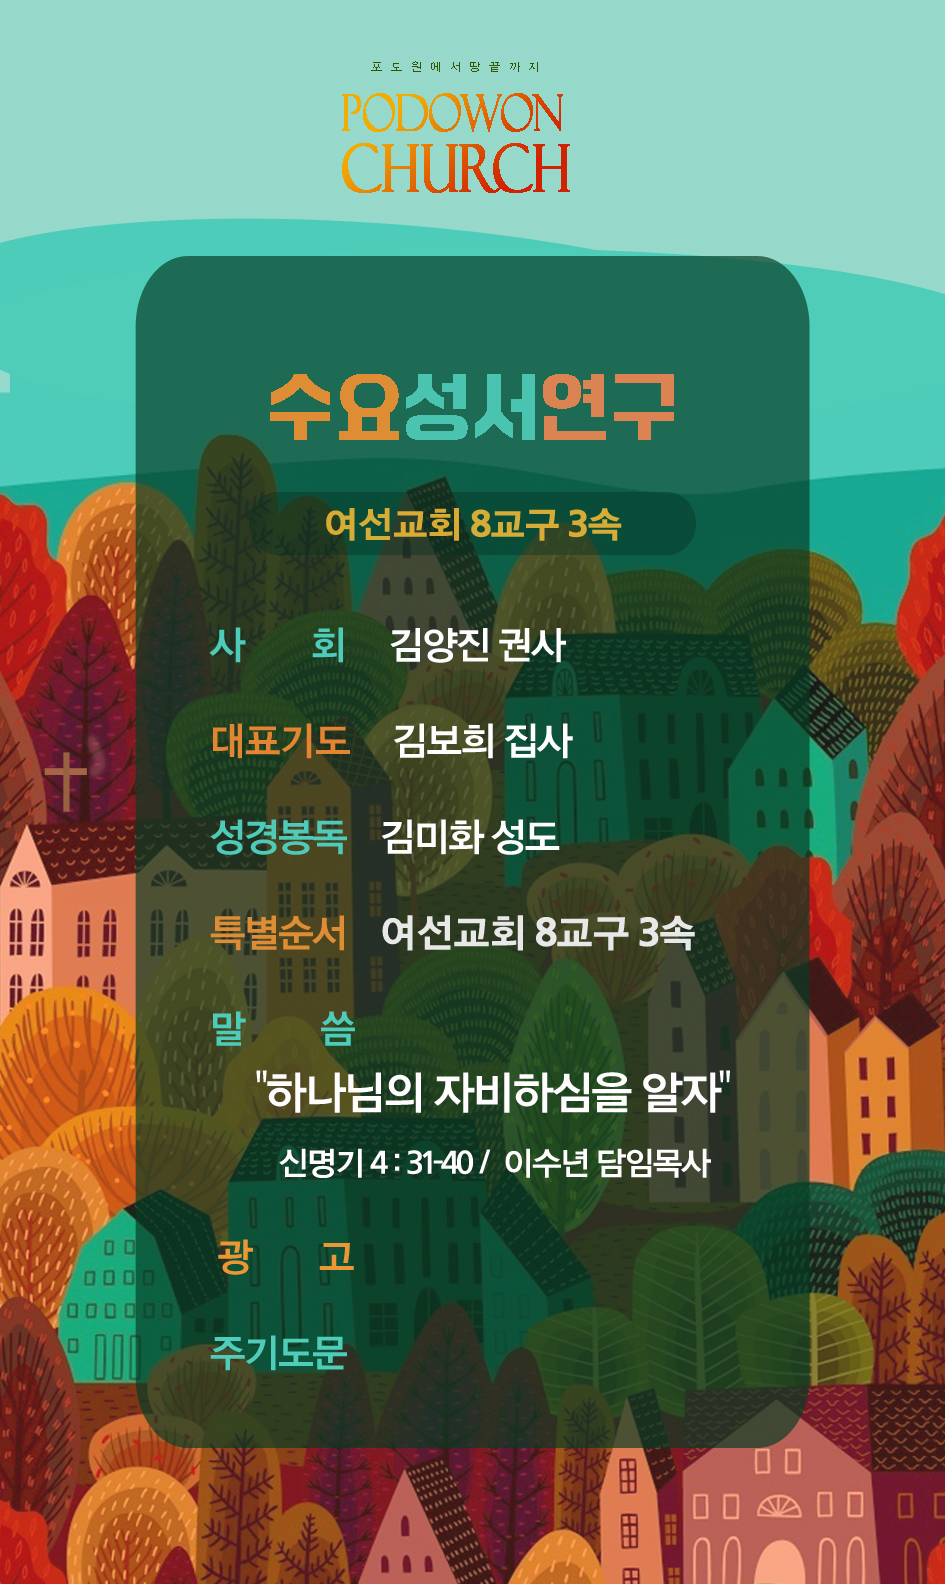 포도원에서땅끝까지
PODOWON
CHURCH
수요성서연구
여선교회 8교구 3속
사 회 김양진 권사
대표기도 김보희 집사
성경봉독 김미화 성도
특별순서 여선교회 8교구 3속
말 씀
"하나님의 자비하심을 알자"
신명기 4 : 31-40 / 이수년 담임목사
광 고
주기도문